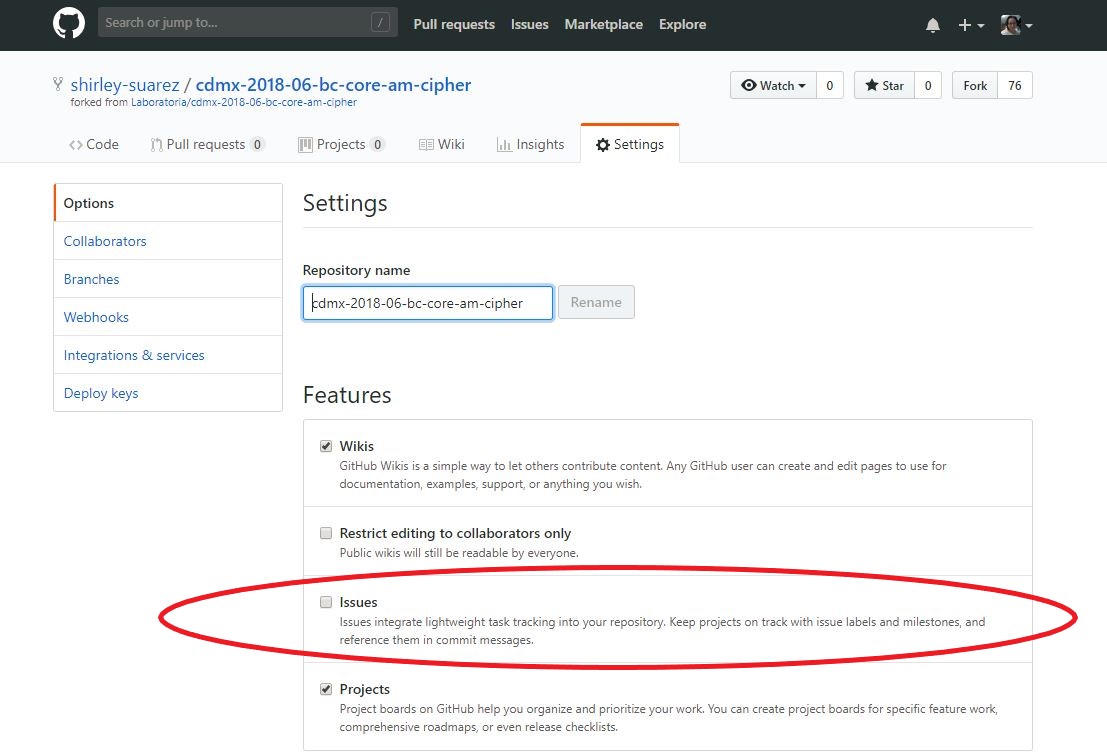 Search or jump to... / Pull requests Issues Marketplace Explore
shirley-suarez / cdmx-2018-06-bc-core-am-cipher Watch 0 Star 0 Fork 76
forked from Laboratoria/cdmx-2018-06-bc-core-am-cipher
Code Pull requests 0 Projects 0 Wiki Insights Settings
Options
Collaborators
Branches
Webhooks
Integrations & services
Deploy keys
Settings
Repository name
cdmx-2018-06-bc-core-am-cipher Rename
Features
Wikis
GitHub Wikis is a simple way to let others contribute content. Any GitHub user can create and edit pages to use for
documentation, examples, support, or anything you wish.
Restrict editing to collaborators only
Public wikis will still be readable by everyone.
Issues
Issues integrate lightweight task tracking into your repository. Keep projects on track with issue labels and milestones, and
reference them in commit messages.
Projects
Project boards on GitHub help you organize and prioritize your work. You can create project boards for specific feature work,
comprehensive roadmaps, or even release checklists.